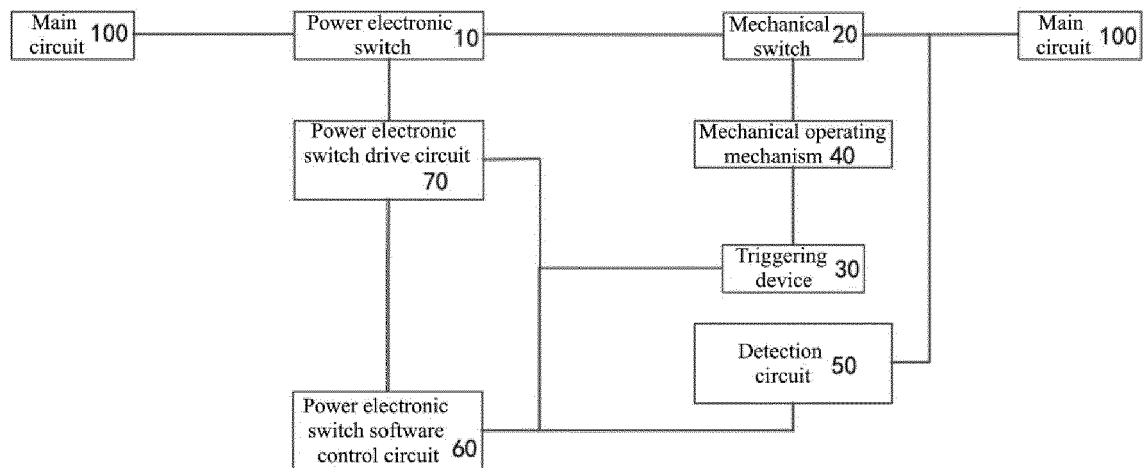 Main
circuit 100
Power electronic
switch 10
Mechanical
switch 20
Main
circuit 100
Power electronic
switch drive circuit
70
Mechanical operating
mechanism 40
Triggering
device 30
Detection
circuit 50
Power electronic
switch software
control circuit 60